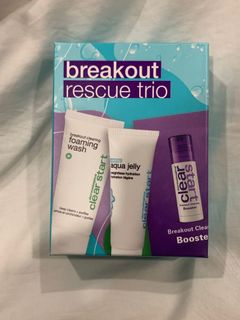 breakout
rescue trio
breakout clearing
foaming
wash
clear start
aqua jelly
weightless hydration
clear start
clear
start
Booster
Breakout Clea
Booste